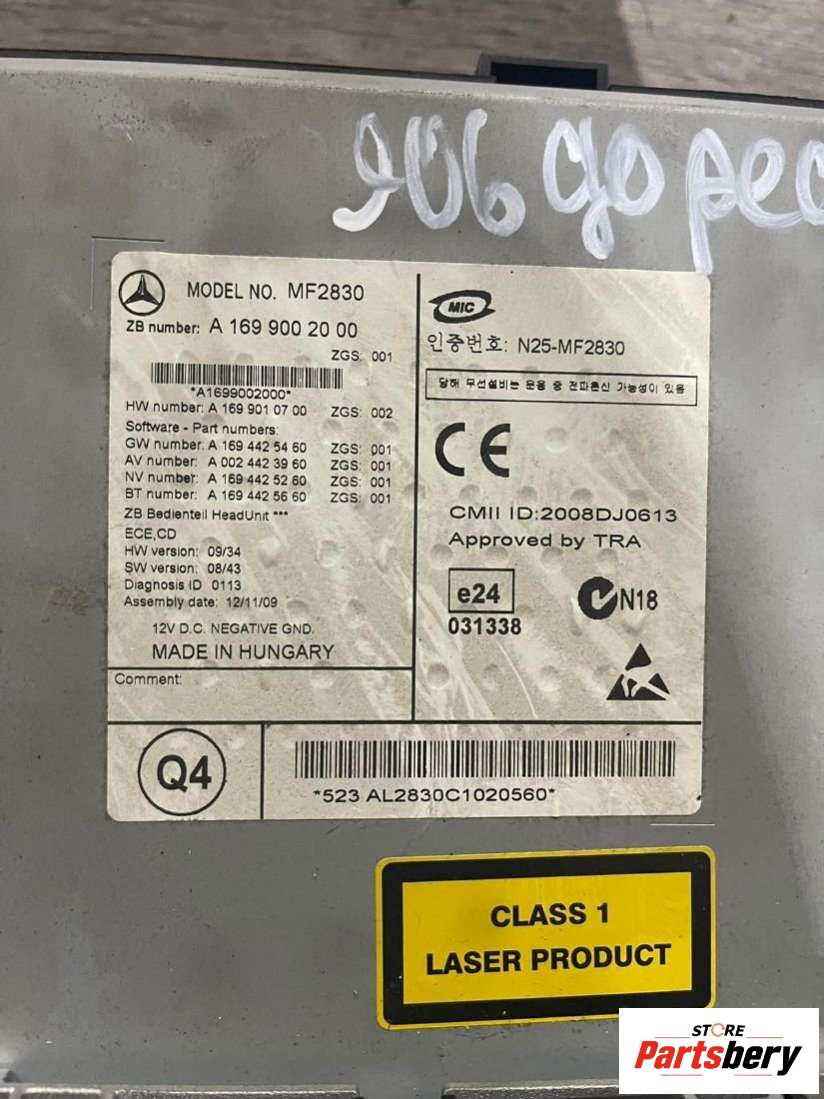 906 дорес
MODEL NO. MF2830
ZB number: A 169 900 20 00
ZGS: 001
*A1699002000*
HW number: A 169 901 07 00 ZGS: 002
Software - Part numbers:
GW number: A 169 442 54 60 ZGS: 001
AV number: A 002 442 39 60 ZGS: 001
NV number: A 169 442 52 60 ZGS: 001
BT number: A 169 442 56 60 ZGS: 001
ZB Bedienteil HeadUnit ***
ECE,CD
HW version: 09/34
SW version: 08/43
Diagnosis ID 0113
Assembly date: 12/11/09
12V D.C. NEGATIVE GND.
MADE IN HUNGARY
Comment:
MIC
인증번호: N25-MF2830
당해 무선설비는 운용 중 전파혼신 가능성이 있음
CE
CMII ID:2008DJ0613
Approved by TRA
e24
031338
N18
Q4
*523 AL2830C1020560*
CLASS 1
LASER PRODUCT
STORE
Partsbery